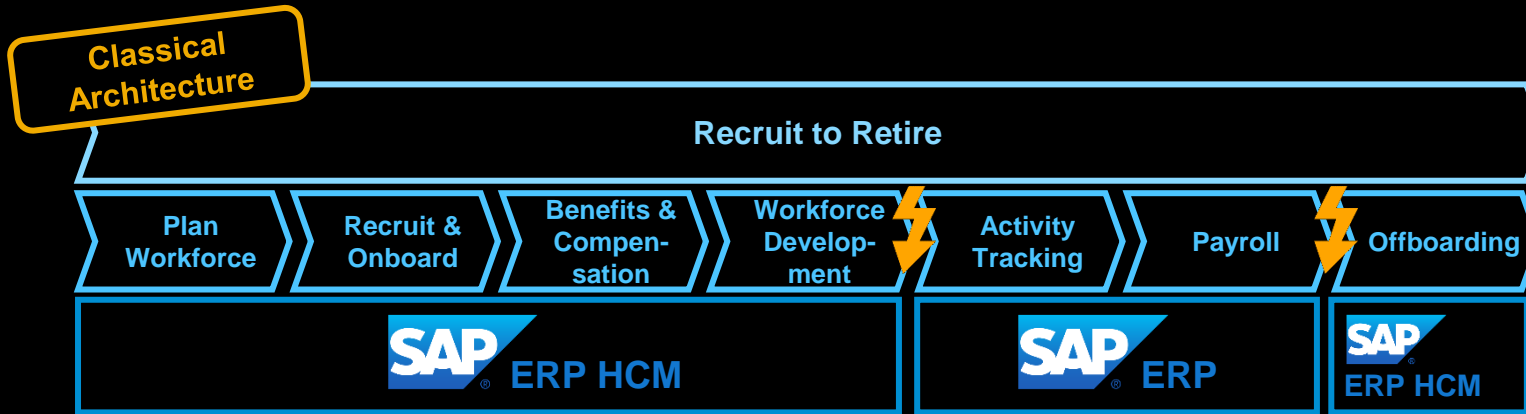 Classical
Architecture
Recruit to Retire
Plan
Workforce
Recruit &
Onboard
Benefits &
Compen-
sation
Workforce
Develop-
ment
Activity
Tracking
Payroll
Offboarding
SAP® ERP HCM
SAP® ERP
SAP®
ERP HCM